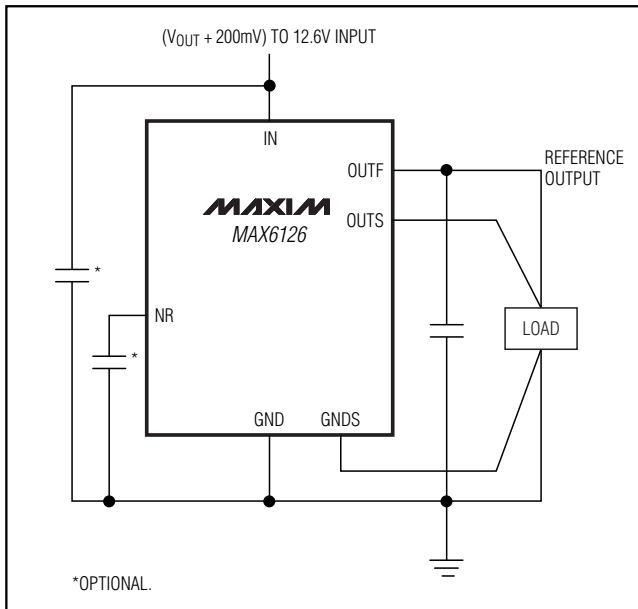 (VOUT + 200mV) TO 12.6V INPUT
IN
OUTF
REFERENCE
OUTPUT
MAXIM
MAX6126
OUTS
*
NR
*
LOAD
GND
GNDS
*OPTIONAL.